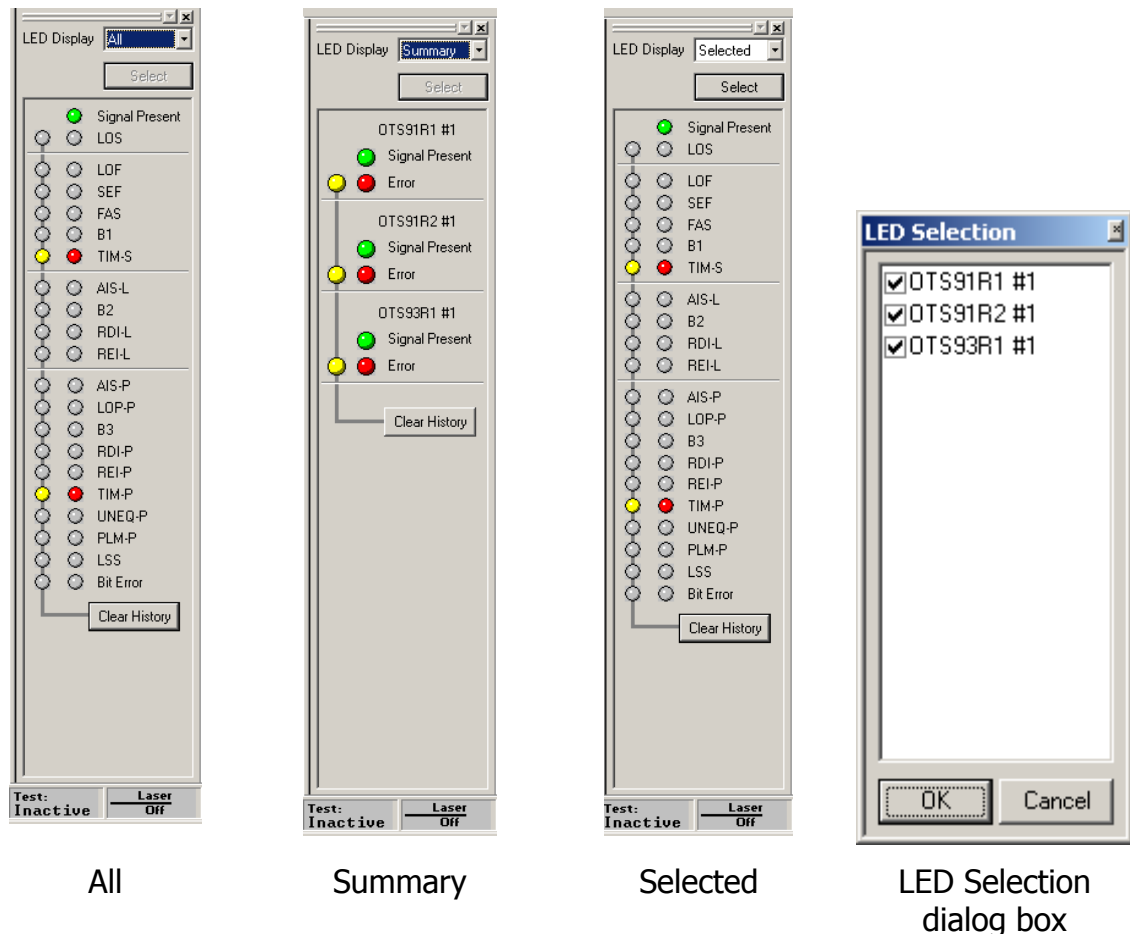 LED Display All
Select
Signal Present
LOS
LOF
SEF
FAS
B1
TIM-S
AIS-L
B2
RDI-L
REI-L
AIS-P
LOP-P
B3
RDI-P
REI-P
TIM-P
UNEQ-P
PLM-P
LSS
Bit Error
Clear History
Test: Laser
Inactive Off
All
LED Display Summary
Select
OTS91R1 #1
Signal Present
Error
OTS91R2 #1
Signal Present
Error
OTS93R1 #1
Signal Present
Error
Clear History
Test: Laser
Inactive Off
Summary
LED Display Selected
Select
Signal Present
LOS
LOF
SEF
FAS
B1
TIM-S
AIS-L
B2
RDI-L
REI-L
AIS-P
LOP-P
B3
RDI-P
REI-P
TIM-P
UNEQ-P
PLM-P
LSS
Bit Error
Clear History
Test: Laser
Inactive Off
Selected
LED Selection
OTS91R1 #1
OTS91R2 #1
OTS93R1 #1
OK Cancel
LED Selection
dialog box